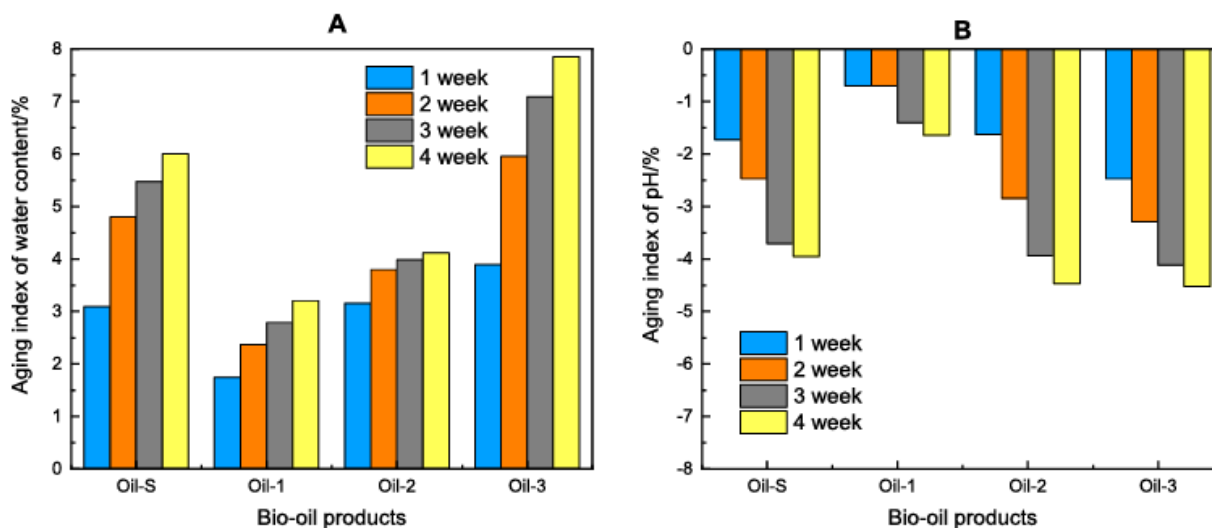 A
Aging index of water content/%
8
7
6
5
4
3
2
1
0
1 week
2 week
3 week
4 week
Oil-S Oil-1 Oil-2 Oil-3
Bio-oil products
B
Aging index of pH/%
0
-1
-2
-3
-4
-5
-6
-7
-8
1 week
2 week
3 week
4 week
Oil-S Oil-1 Oil-2 Oil-3
Bio-oil products